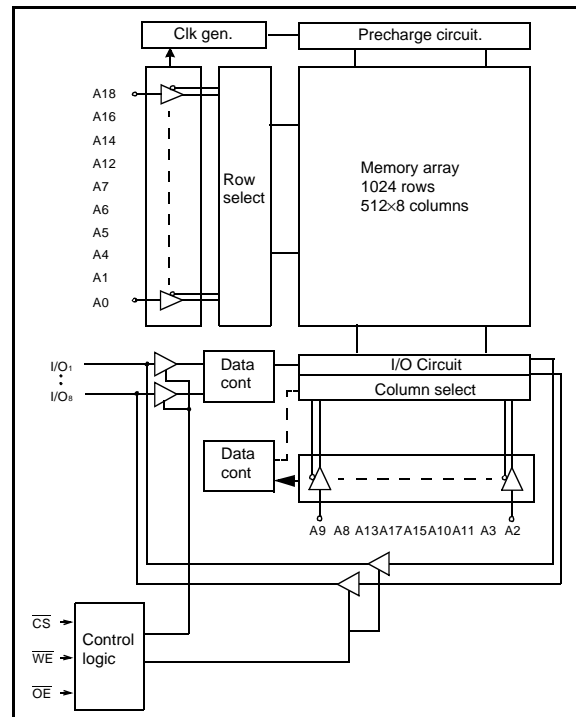 Clk gen.
Precharge circuit.
A18
A16
A14
A12
A7
A6
A5
A4
A1
A0
Row
select
Memory array
1024 rows
512×8 columns
I/O1
I/O8
Data
cont
I/O Circuit
Column select
Data
cont
A9 A8 A13 A17 A15 A10 A11 A3 A2
CS
WE
OE
Control
logic